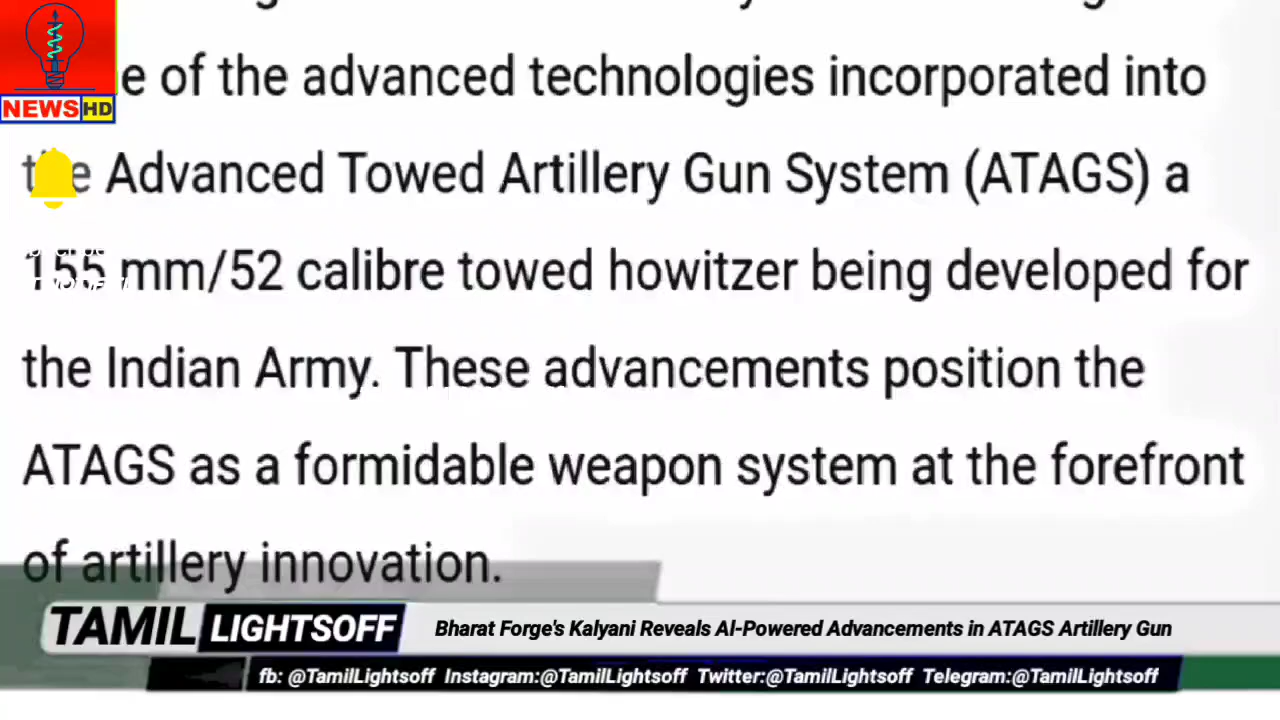 NEWS HD
e of the advanced technologies incorporated into
the Advanced Towed Artillery Gun System (ATAGS) a
155 mm/52 calibre towed howitzer being developed for
the Indian Army. These advancements position the
ATAGS as a formidable weapon system at the forefront
of artillery innovation.
TAMIL LIGHTSOFF
Bharat Forge's Kalyani Reveals AI-Powered Advancements in ATAGS Artillery Gun
fb: @TamilLightsoff Instagram:@TamilLightsoff Twitter:@TamilLightsoff Telegram:@TamilLightsoff